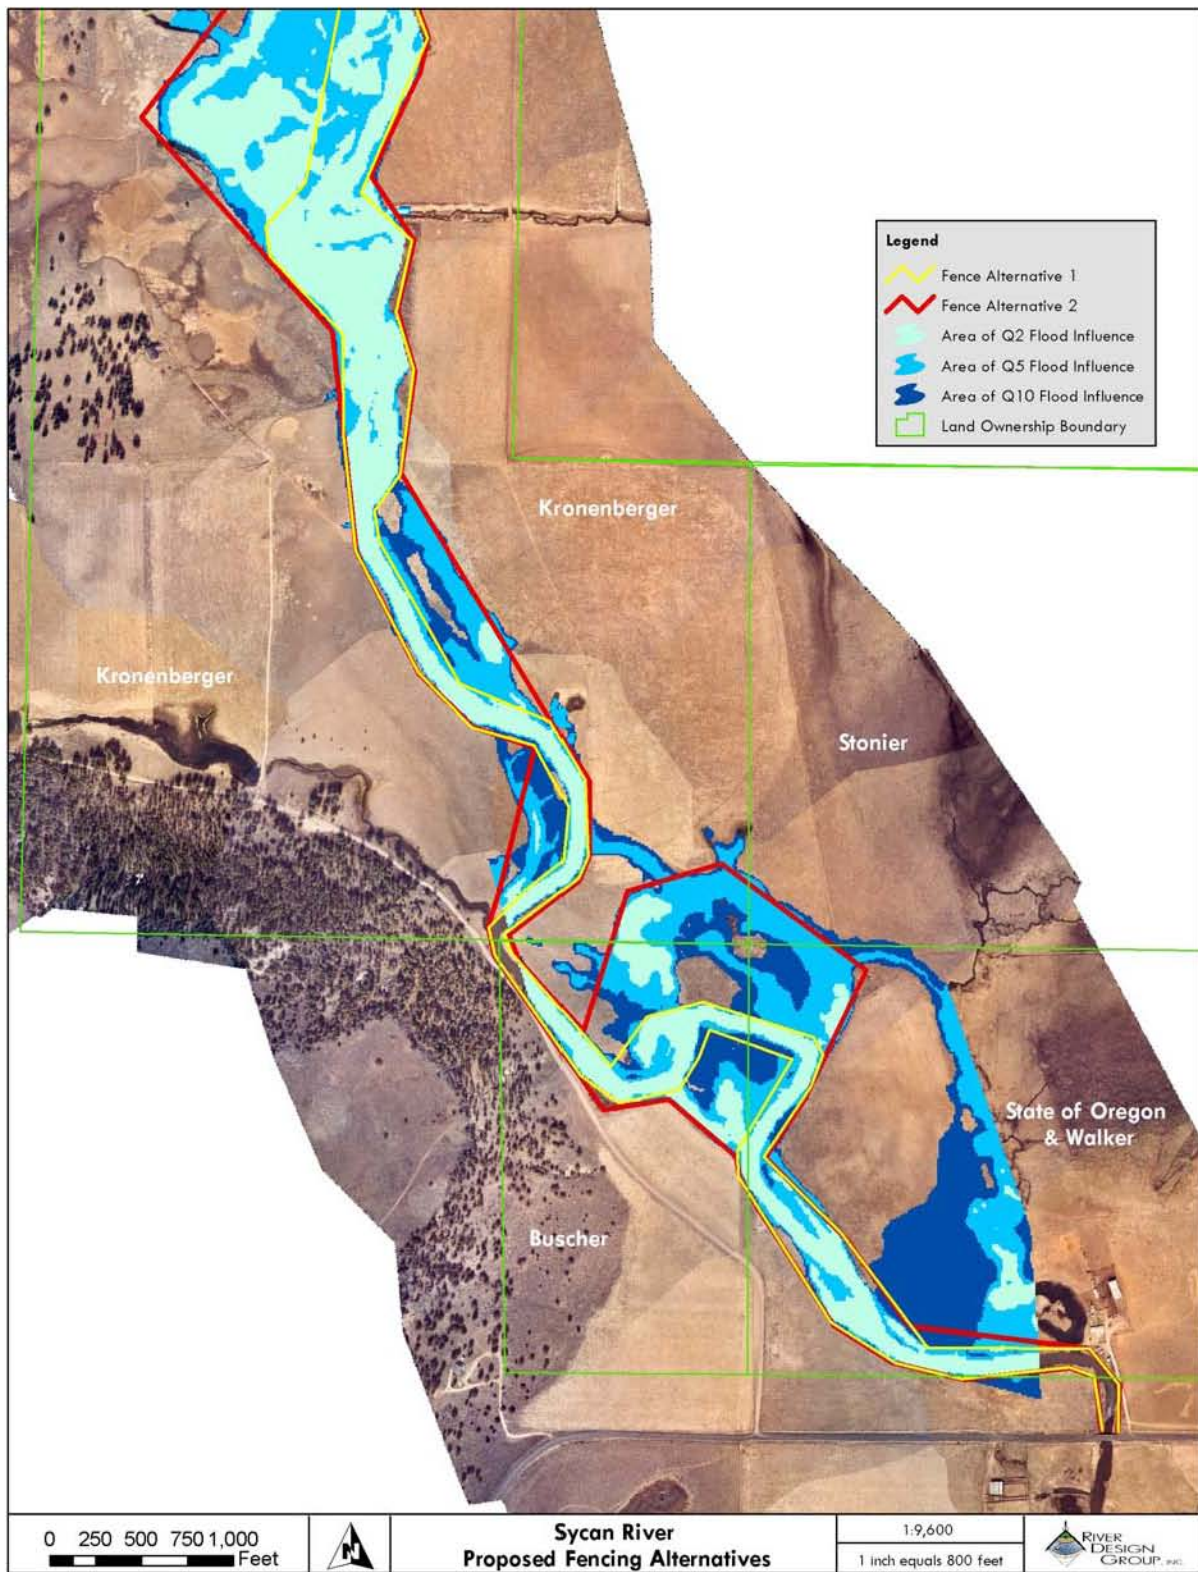 Legend
Fence Alternative 1
Fence Alternative 2
Area of Q2 Flood Influence
Area of Q5 Flood Influence
Area of Q10 Flood Influence
Land Ownership Boundary
Kronenberger
Kronenberger
Stonier
State of Oregon
& Walker
Buscher
0 250 500 750 1,000
Feet
N
Sycan River
Proposed Fencing Alternatives
1:9,600
1 inch equals 800 feet
RIVER
DESIGN
GROUP, INC.